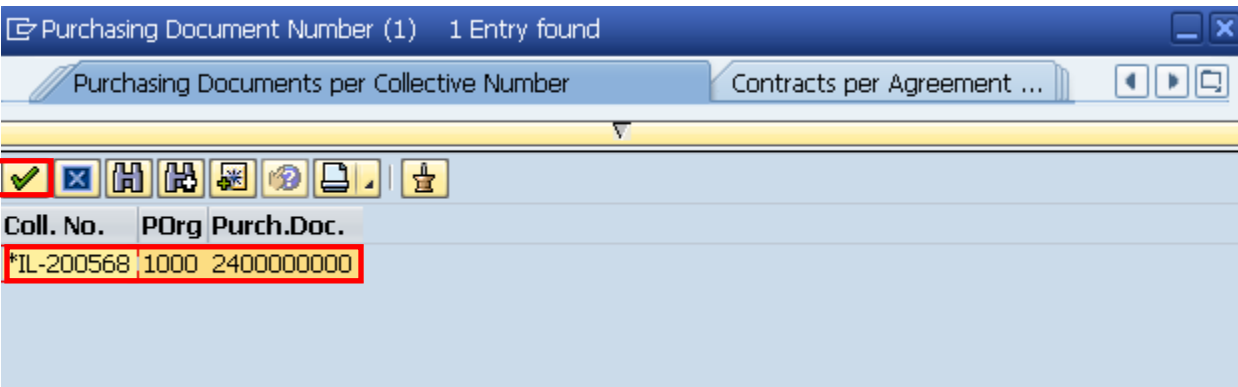 Purchasing Document Number (1) 1 Entry found
Purchasing Documents per Collective Number Contracts per Agreement ...
Coll. No. POrg Purch.Doc.
*IL-200568 1000 2400000000